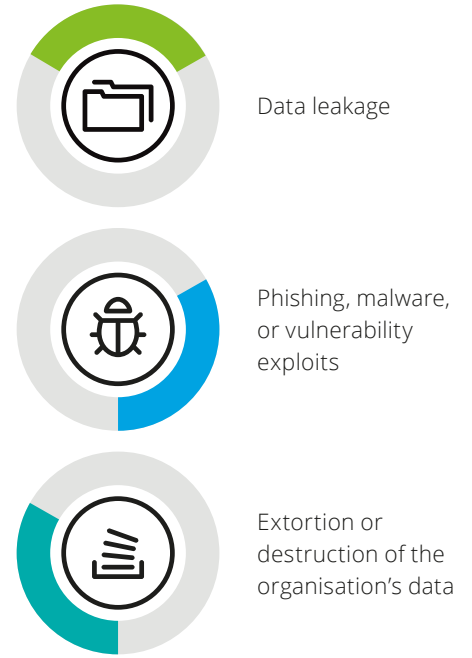 Data leakage
Phishing, malware,
or vulnerability
exploits
Extortion or
destruction of the
organisation’s data